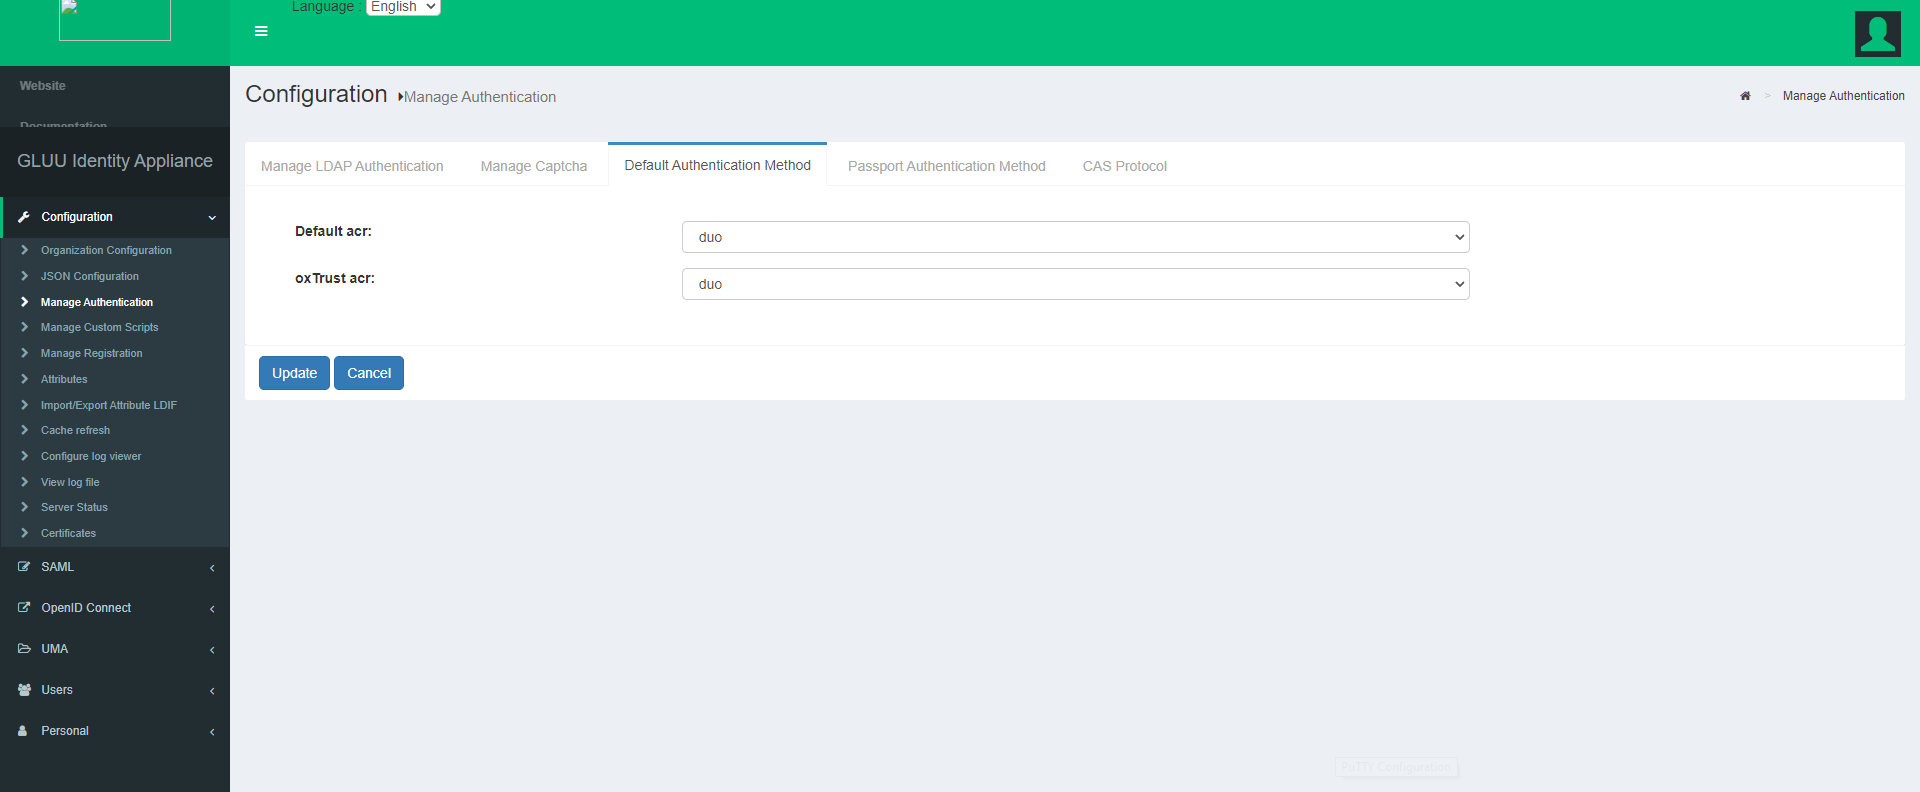 Language : English
Website
Documentation
GLUU Identity Appliance
Configuration
Organization Configuration
JSON Configuration
Manage Authentication
Manage Custom Scripts
Manage Registration
Attributes
Import/Export Attribute LDIF
Cache refresh
Configure log viewer
View log file
Server Status
Certificates
SAML
OpenID Connect
UMA
Users
Personal
Configuration Manage Authentication
> Manage Authentication
Manage LDAP Authentication Manage Captcha Default Authentication Method Passport Authentication Method CAS Protocol
Default acr: duo
oxTrust acr: duo
Update Cancel
PuTTY Configuration